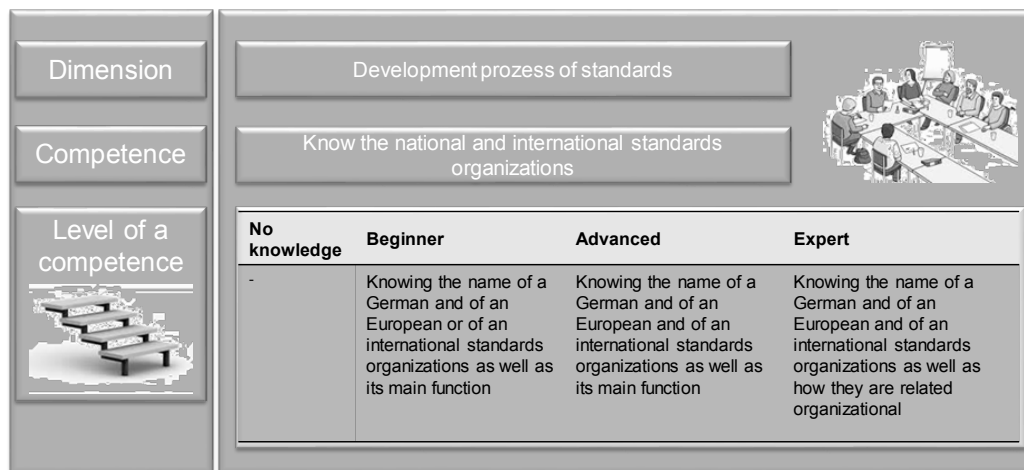 Dimension
Development prozess of standards
Competence
Know the national and international standards
organizations
Level of a
competence
No
knowledge
Beginner
Advanced
Expert
-
Knowing the name of a
German and of an
European or of an
international standards
organizations as well as
its main function
Knowing the name of a
German and of an
European and of an
international standards
organizations as well as
its main function
Knowing the name of a
German and of an
European and of an
international standards
organizations as well as
how they are related
organizational